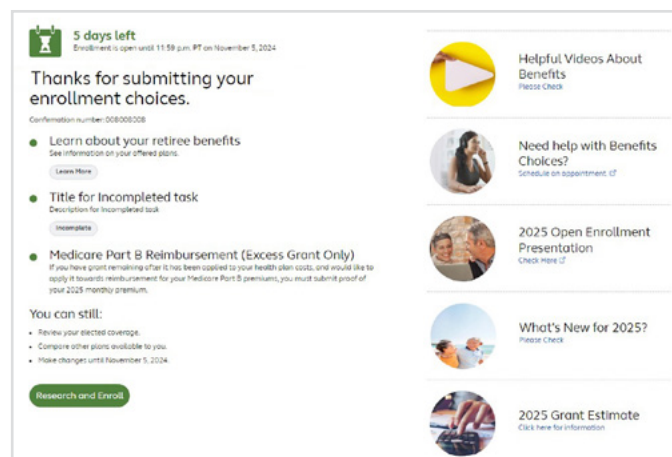 5 days left
Enrollment is open until 11:59 p.m. PT on November 5, 2024
Thanks for submitting your
enrollment choices.
Confirmation number: 008008008
Learn about your retiree benefits
See information on your offered plans.
Learn More
Title for Incompleted task
Description for Incompleted task
Incomplete
Medicare Part B Reimbursement (Excess Grant Only)
If you have grant remaining after it has been applied to your health plan costs, and would like to
apply it towards reimbursement for your Medicare Part B premiums, you must submit proof of
your 2025 monthly premium.
You can still:
Review your elected coverage.
Compare other plans available to you.
Make changes until November 5, 2024.
Research and Enroll
Helpful Videos About
Benefits
Please Check
Need help with Benefits
Choices?
Schedule an appointment
2025 Open Enrollment
Presentation
Check Here
What's New for 2025?
Please Check
2025 Grant Estimate
Click here for information